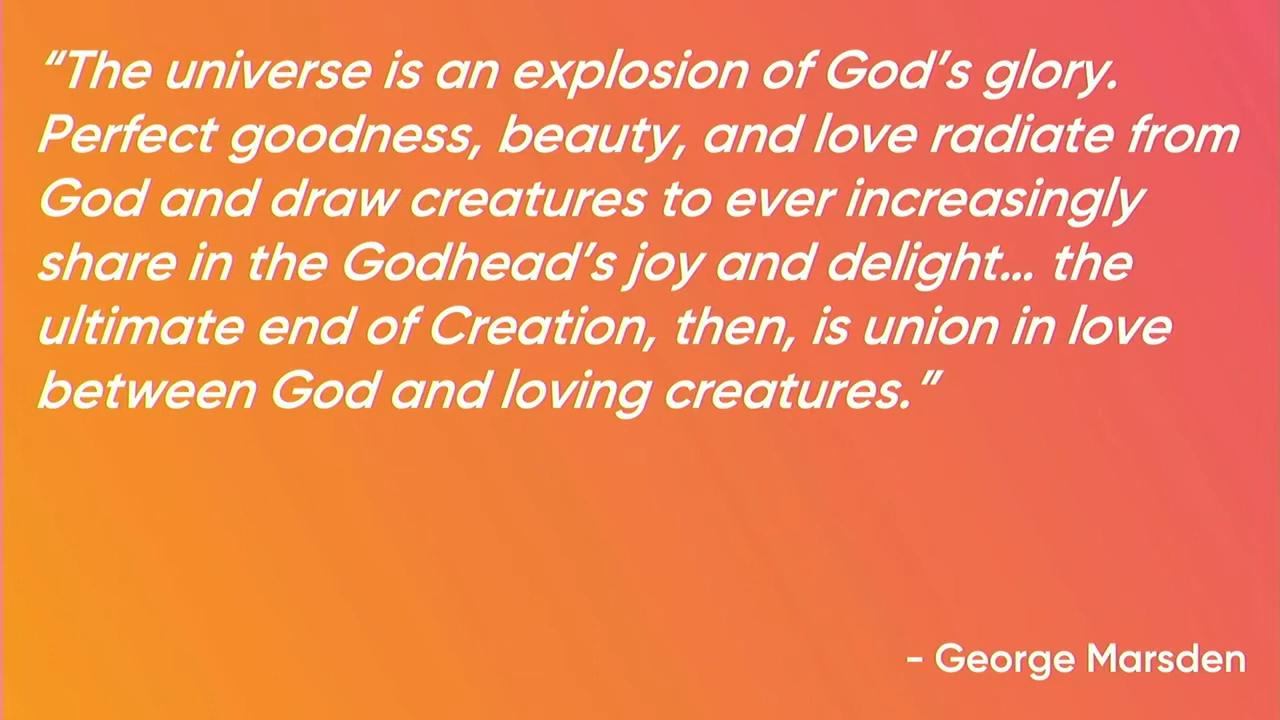 “The universe is an explosion of God’s glory.
Perfect goodness, beauty, and love radiate from
God and draw creatures to ever increasingly
share in the Godhead’s joy and delight... the
ultimate end of Creation, then, is union in love
between God and loving creatures.”
- George Marsden